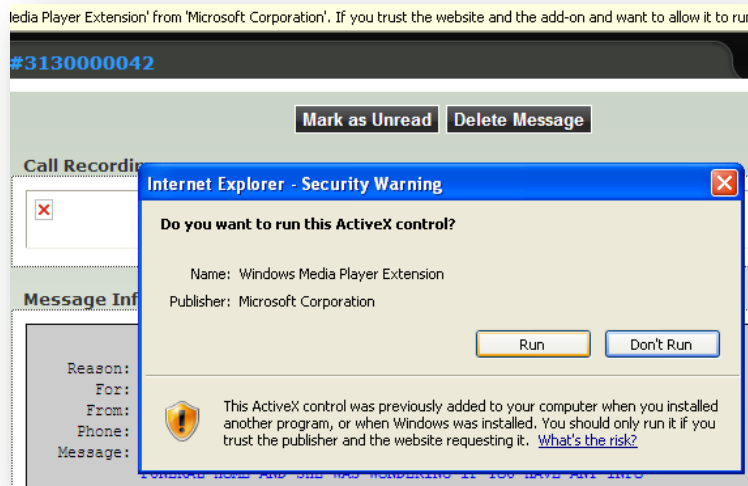 Media Player Extension' from 'Microsoft Corporation'. If you trust the website and the add-on and want to allow it to
#3130000042
Mark as Unread Delete Message
Call
Internet Explorer - Security Warning
Do you want to run this ActiveX control?
Name: Windows Media Player Extension
Publisher: Microsoft Corporation
Message
Run Don't Run
Reason:
For:
From:
Phone:
Message:
This ActiveX control was previously added to your computer when you installed
another program, or when Windows was installed. You should only run it if you
trust the publisher and the website requesting it. What's the risk?
FUNERAL HOME AND SHE WAS WONDERING IF YOU HAVE ANY INFO